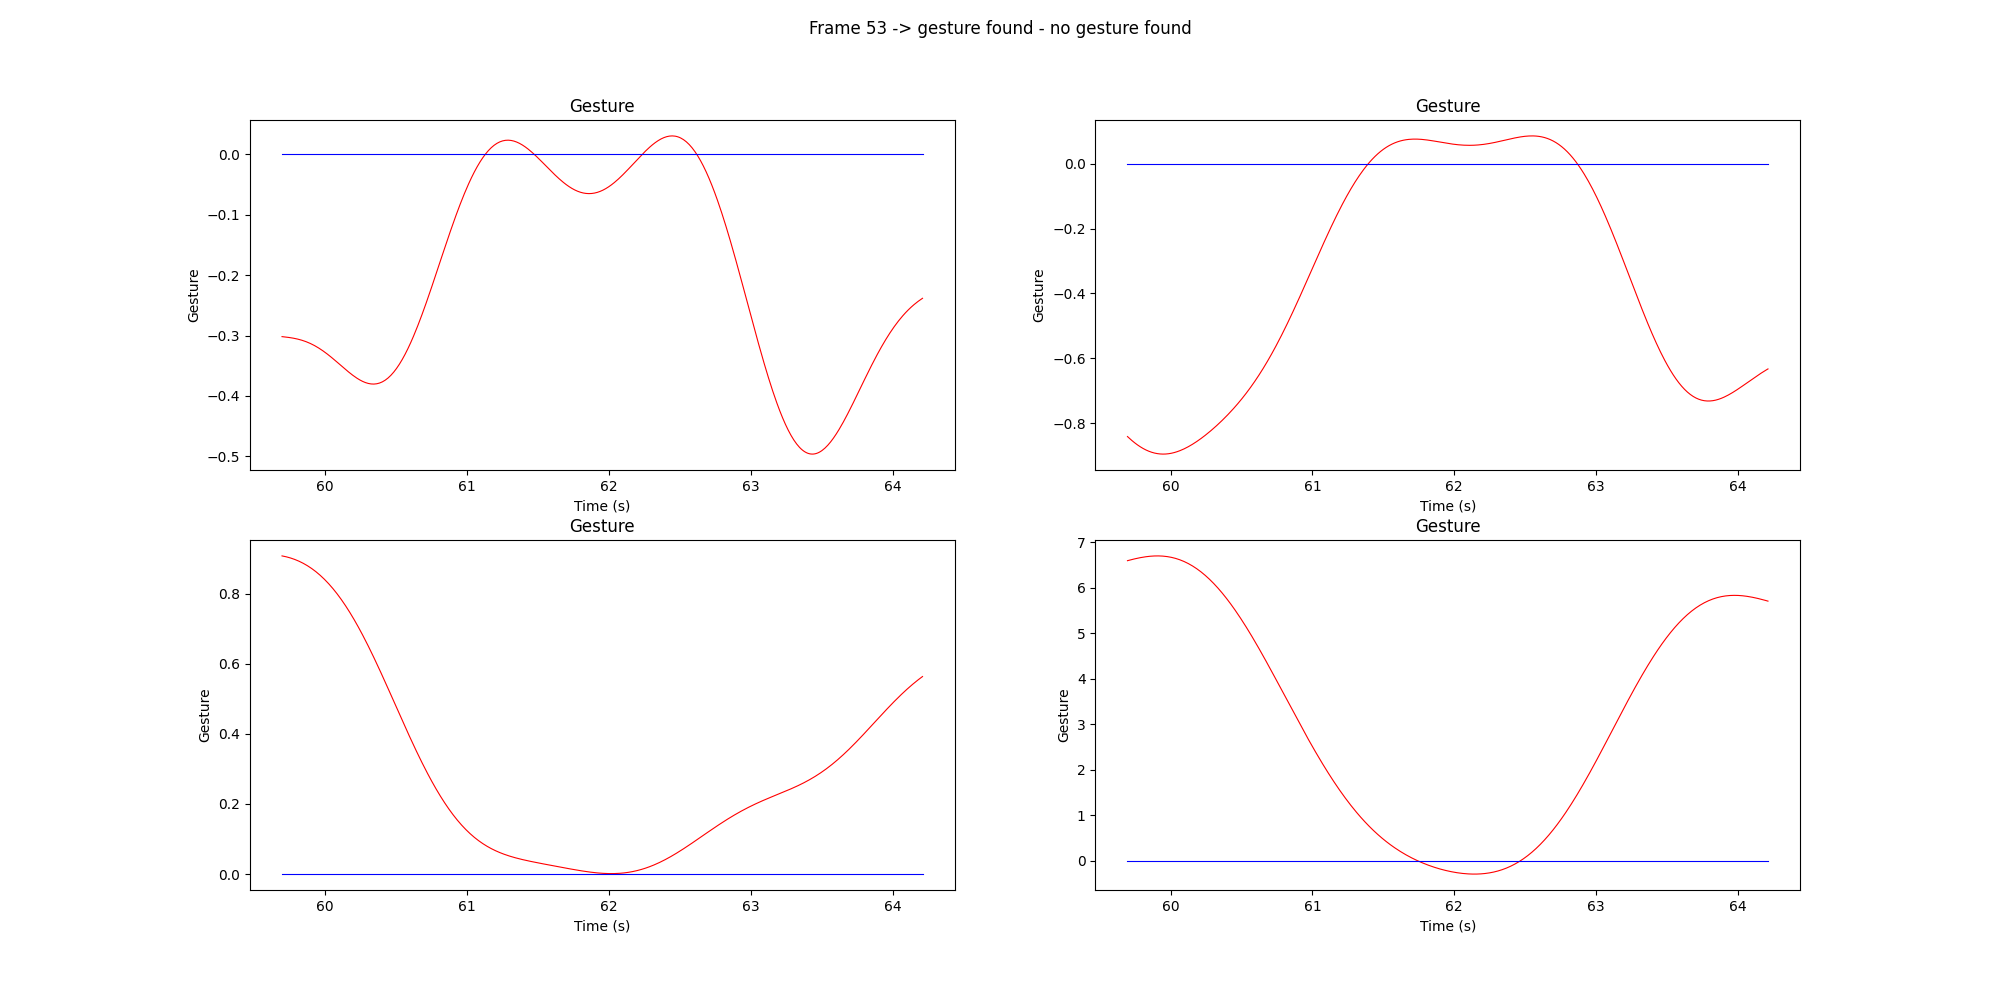 Frame 53 -> gesture found - no gesture found
Gesture
Gesture
0.0
−0.1
−0.2
−0.3
−0.4
−0.5
60 61 62 63 64
Time (s)
Gesture
Gesture
0.0
−0.2
−0.4
−0.6
−0.8
60 61 62 63 64
Time (s)
Gesture
Gesture
0.8
0.6
0.4
0.2
0.0
60 61 62 63 64
Time (s)
Gesture
Gesture
7
6
5
4
3
2
1
0
60 61 62 63 64
Time (s)